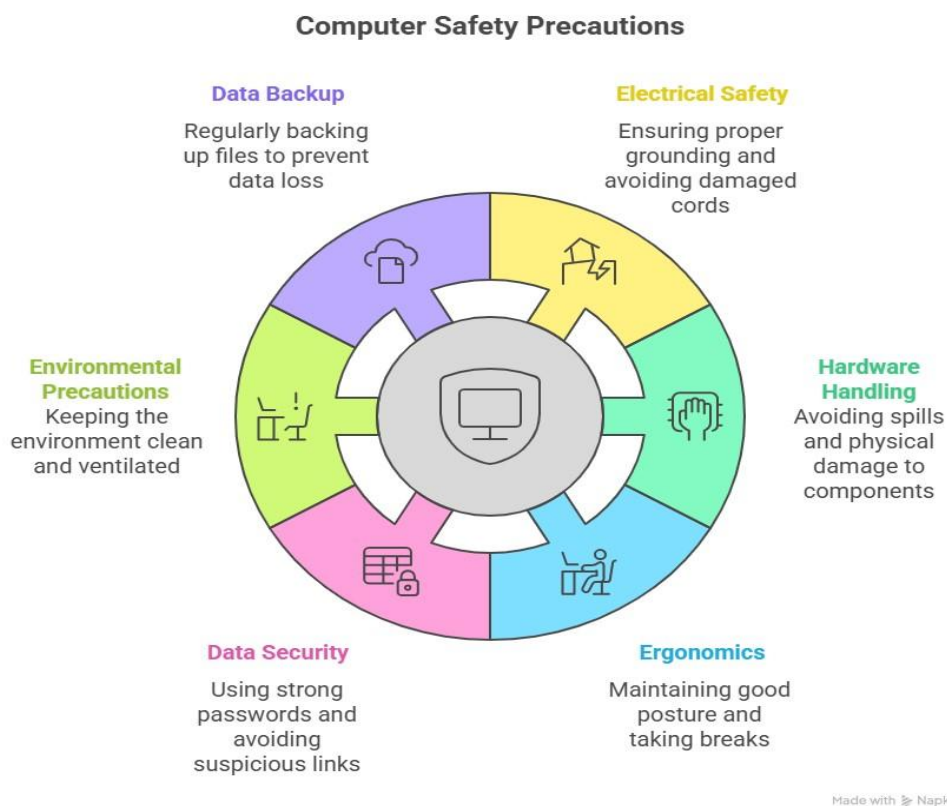 Computer Safety Precautions
Data Backup
Regularly backing
up files to prevent
data loss
Electrical Safety
Ensuring proper
grounding and
avoiding damaged
cords
Environmental
Precautions
Keeping the
environment clean
and ventilated
Hardware
Handling
Avoiding spills
and physical
damage to
components
Data Security
Using strong
passwords and
avoiding
suspicious links
Ergonomics
Maintaining good
posture and
taking breaks
Made with Napk